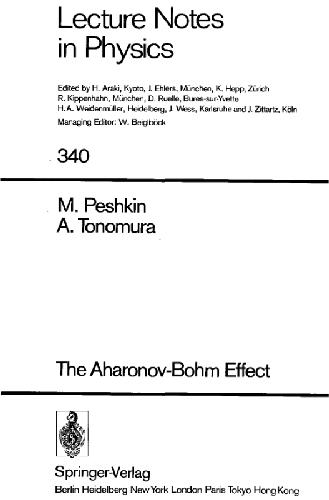 Lecture Notes
in Physics
Edited by H. Araki, Kyoto, J. Ehlers, München, K. Hepp, Zürich
R. Kippenhahn, München, D. Ruelle, Bures-sur-Yvette
H. A. Weidenmüller, Heidelberg, J. Wess, Karlsruhe and J. Zittartz, Köln
Managing Editor: W. Beiglböck
340
M. Peshkin
A. Tonomura
The Aharonov-Bohm Effect
Springer-Verlag
Berlin Heidelberg New York London Paris Tokyo Hong Kong